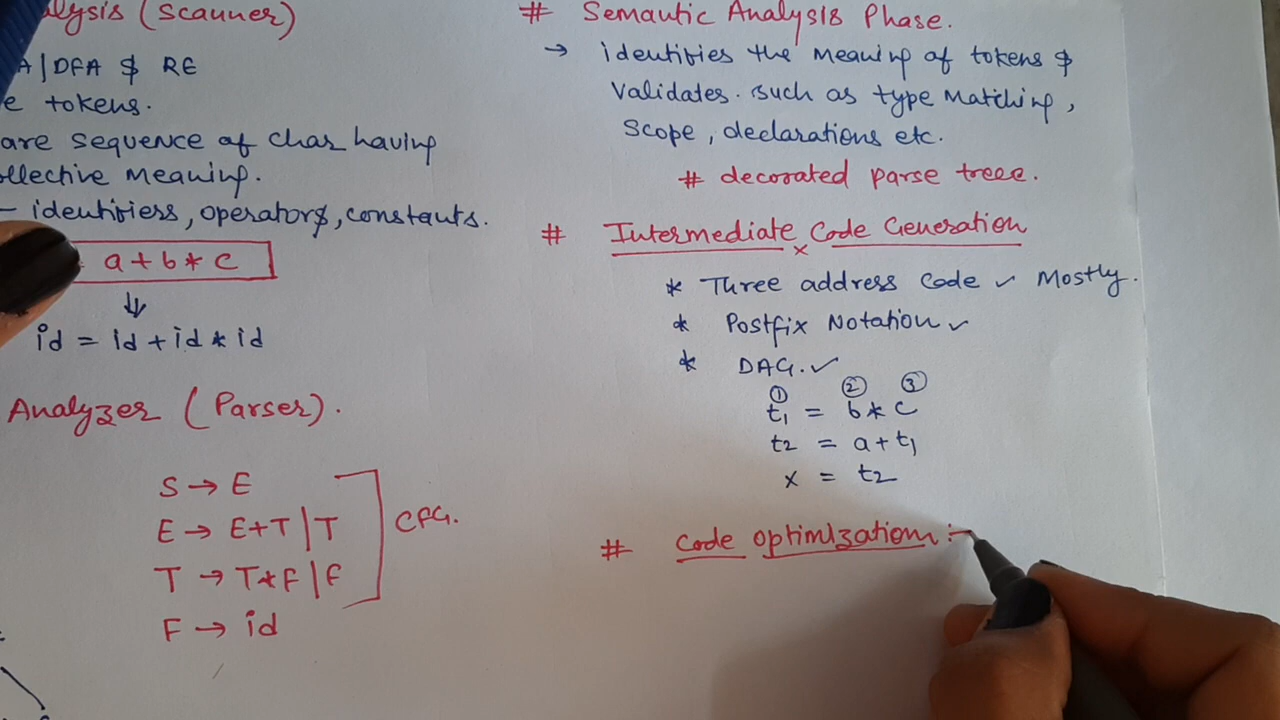 alysis (Scanner)
A|DFA & RE
e tokens.
are sequence of char having
ollective meaning.
- identifiers, operators, constants.
a + b * c
↓
id = id + id * id
Analyzer (Parser).
S → E
E → E+T | T
T → T*F | F
F → id
CFG.
# Semantic Analysis Phase.
→ identifies the meaning of tokens &
validates. such as type matching,
scope, declarations etc.
# decorated parse treee.
# Intermediate Code Generation
x
* Three address code ✓ Mostly.
* Postfix Notation ✓
* DAG. ✓
① ② ③
t1 = b * c
t2 = a + t1
x = t2
# Code optimization :-